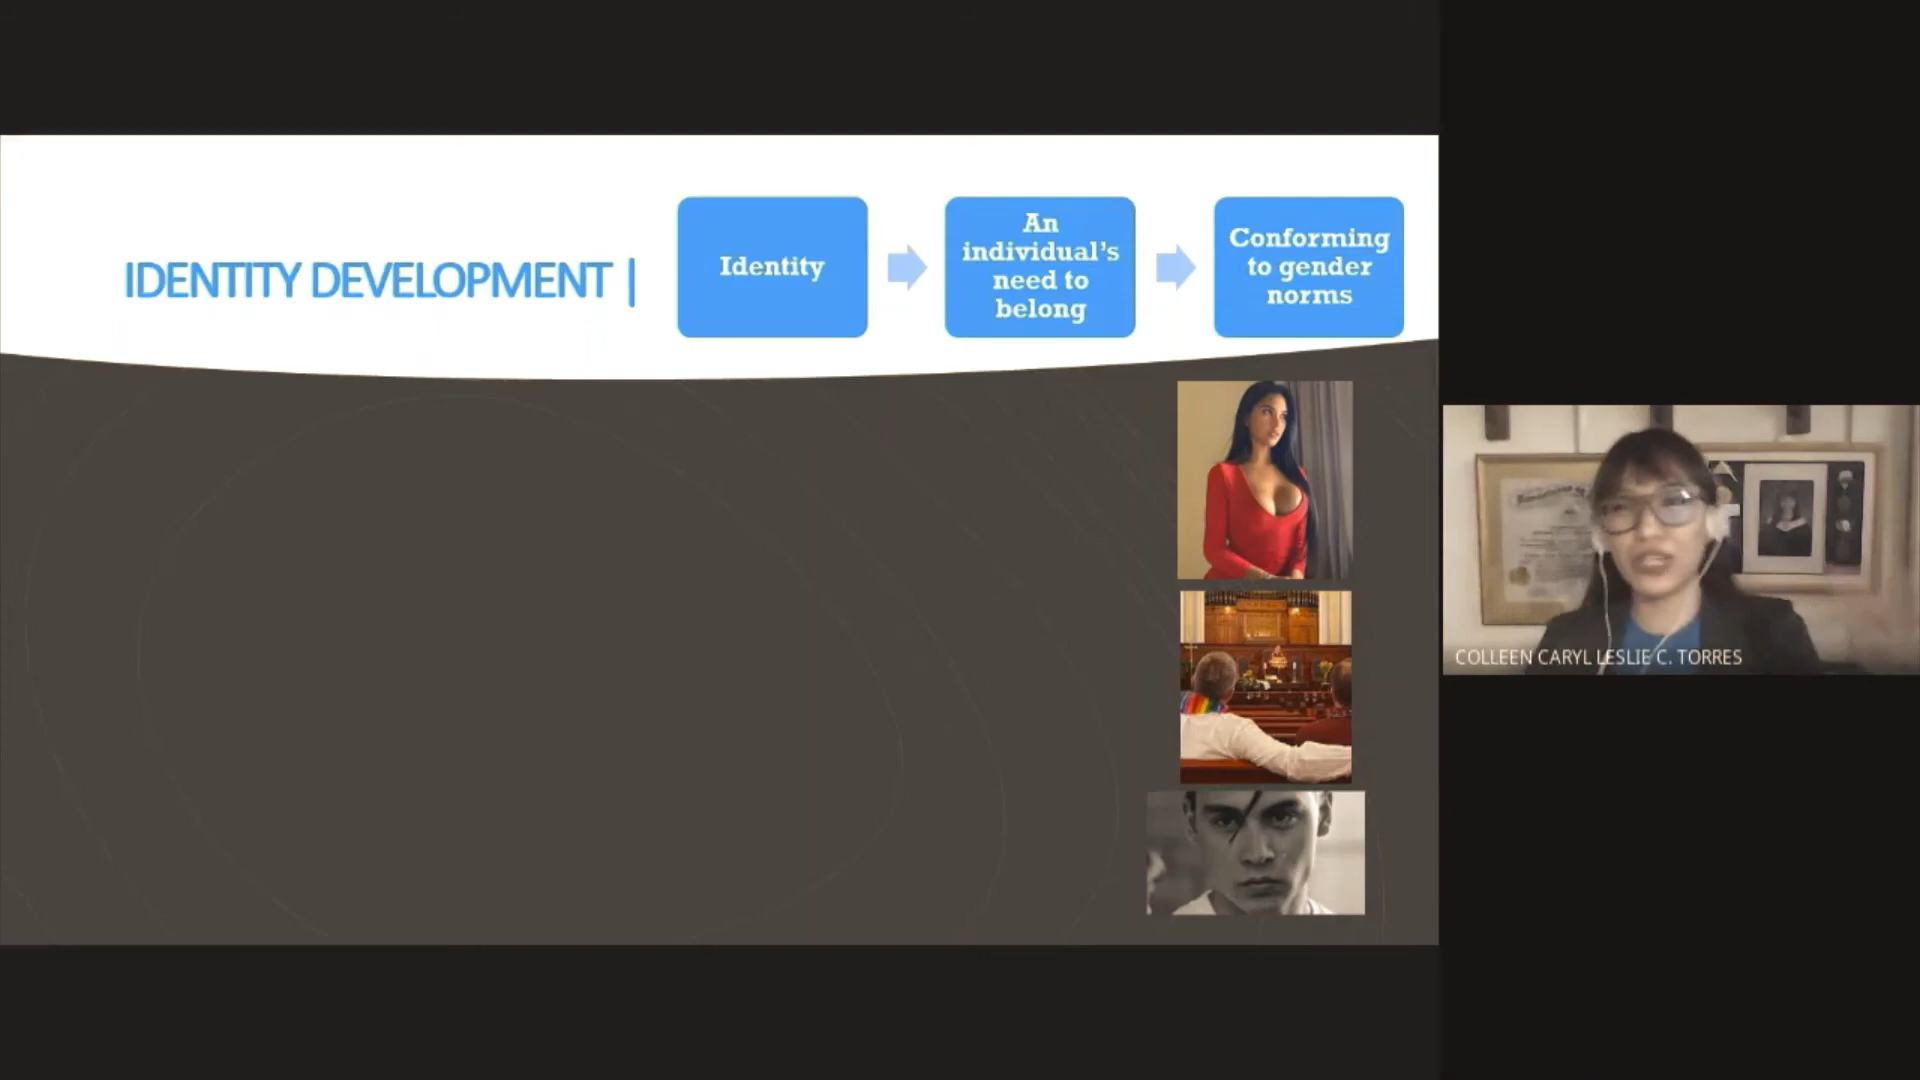 IDENTITY DEVELOPMENT |
Identity
An
individual's
need to
belong
Conforming
to gender
norms
COLLEEN CARYL LESLIE C. TORRES